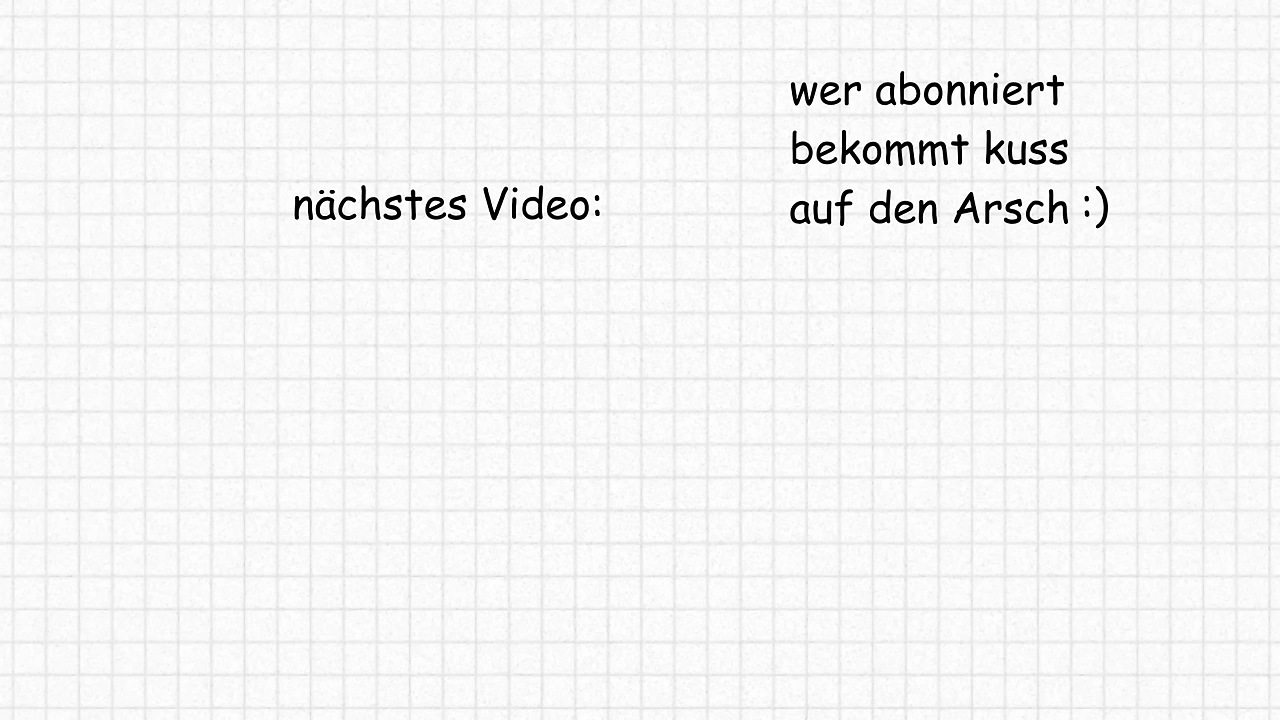 nächstes Video:
wer abonniert
bekommt kuss
auf den Arsch :)